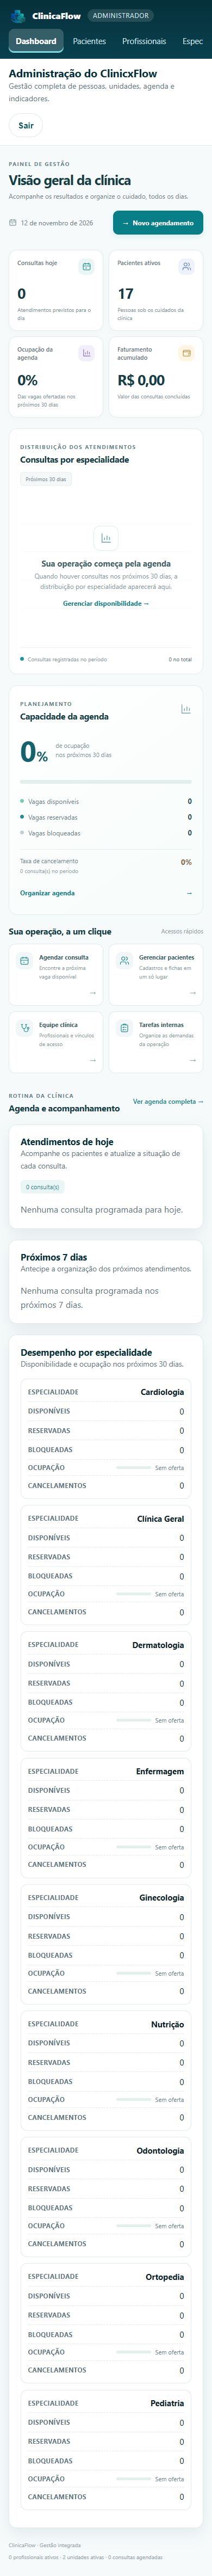 ClinicaFlow ADMINISTRADOR
Dashboard Pacientes Profissionais Espec
Administração do ClinicxFlow
Gestão completa de pessoas, unidades, agenda e
indicadores.
Sair
PAINEL DE GESTÃO
Visão geral da clínica
Acompanhe os resultados e organize o cuidado, todos os dias.
12 de novembro de 2026
→ Novo agendamento
Consultas hoje
0
Atendimentos previstos para o
dia
Pacientes ativos
17
Pessoas sob os cuidados da
clínica
Ocupação da
agenda
0%
Das vagas ofertadas nos
próximos 30 dias
Faturamento
acumulado
R$ 0,00
Valor das consultas concluídas
DISTRIBUIÇÃO DOS ATENDIMENTOS
Consultas por especialidade
Próximos 30 dias
Sua operação começa pela agenda
Quando houver consultas nos próximos 30 dias, a
distribuição por especialidade aparecerá aqui.
Gerenciar disponibilidade →
Consultas registradas no período 0 no total
PLANEJAMENTO
Capacidade da agenda
0% de ocupação
nos próximos 30 dias
Vagas disponíveis 0
Vagas reservadas 0
Vagas bloqueadas 0
Taxa de cancelamento 0%
0 consulta(s) no período
Organizar agenda →
Sua operação, a um clique Acessos rápidos
Agendar consulta
Encontre a próxima
vaga disponível
→
Gerenciar pacientes
Cadastros e fichas em
um só lugar
→
Equipe clínica
Profissionais e vínculos
de acesso
→
Tarefas internas
Organize as demandas
da operação
→
ROTINA DA CLÍNICA
Agenda e acompanhamento
Ver agenda completa →
Atendimentos de hoje
Acompanhe os pacientes e atualize a situação de
cada consulta.
0 consulta(s)
Nenhuma consulta programada para hoje.
Próximos 7 dias
Antecipe a organização dos próximos atendimentos.
Nenhuma consulta programada nos
próximos 7 dias.
Desempenho por especialidade
Disponibilidade e ocupação nos próximos 30 dias.
ESPECIALIDADE Cardiologia
DISPONÍVEIS 0
RESERVADAS 0
BLOQUEADAS 0
OCUPAÇÃO Sem oferta
CANCELAMENTOS 0
ESPECIALIDADE Clínica Geral
DISPONÍVEIS 0
RESERVADAS 0
BLOQUEADAS 0
OCUPAÇÃO Sem oferta
CANCELAMENTOS 0
ESPECIALIDADE Dermatologia
DISPONÍVEIS 0
RESERVADAS 0
BLOQUEADAS 0
OCUPAÇÃO Sem oferta
CANCELAMENTOS 0
ESPECIALIDADE Enfermagem
DISPONÍVEIS 0
RESERVADAS 0
BLOQUEADAS 0
OCUPAÇÃO Sem oferta
CANCELAMENTOS 0
ESPECIALIDADE Ginecologia
DISPONÍVEIS 0
RESERVADAS 0
BLOQUEADAS 0
OCUPAÇÃO Sem oferta
CANCELAMENTOS 0
ESPECIALIDADE Nutrição
DISPONÍVEIS 0
RESERVADAS 0
BLOQUEADAS 0
OCUPAÇÃO Sem oferta
CANCELAMENTOS 0
ESPECIALIDADE Odontologia
DISPONÍVEIS 0
RESERVADAS 0
BLOQUEADAS 0
OCUPAÇÃO Sem oferta
CANCELAMENTOS 0
ESPECIALIDADE Ortopedia
DISPONÍVEIS 0
RESERVADAS 0
BLOQUEADAS 0
OCUPAÇÃO Sem oferta
CANCELAMENTOS 0
ESPECIALIDADE Pediatria
DISPONÍVEIS 0
RESERVADAS 0
BLOQUEADAS 0
OCUPAÇÃO Sem oferta
CANCELAMENTOS 0
ClinicaFlow · Gestão integrada
0 profissionais ativos · 2 unidades ativas · 0 consultas agendadas